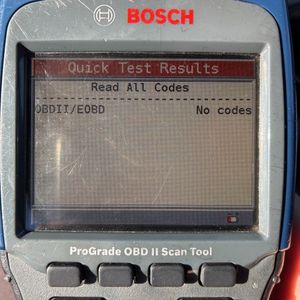 BOSCH
Quick Test Results
Read All Codes
OBDII/EOBD No codes
ProGrade OBD II Scan Tool